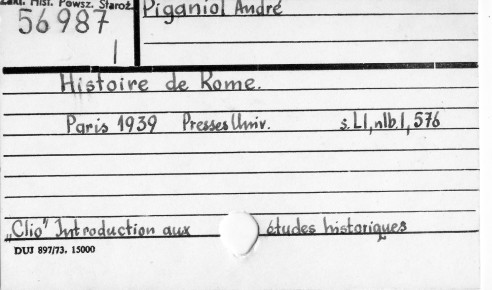 Zakł. Hist. Powsz. Staroż.
Piganiol André
56987
1
Histoire de Rome.
Paris 1939 Presses Univ. s. LI, nlb. 1, 576
„Clio" Introduction aux études historiques
DUJ 897/73. 15000